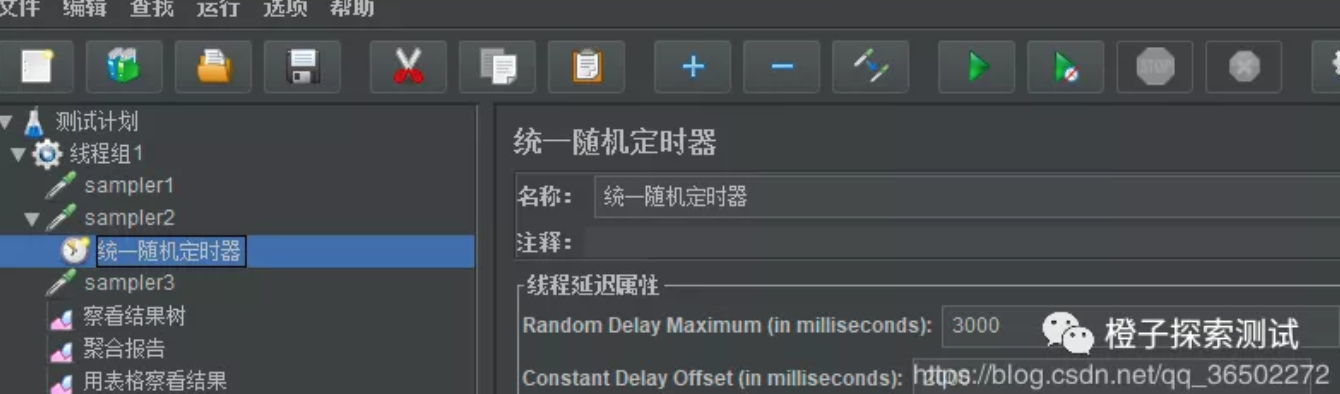 文件 编辑 查找 运行 选项 帮助
STOP
测试计划
线程组1
sampler1
sampler2
统一随机定时器
sampler3
察看结果树
聚合报告
用表格察看结果
统一随机定时器
名称： 统一随机定时器
注释：
线程延迟属性
Random Delay Maximum (in milliseconds): 3000
Constant Delay Offset (in milliseconds):
橙子探索测试
https://blog.csdn.net/qq_36502272